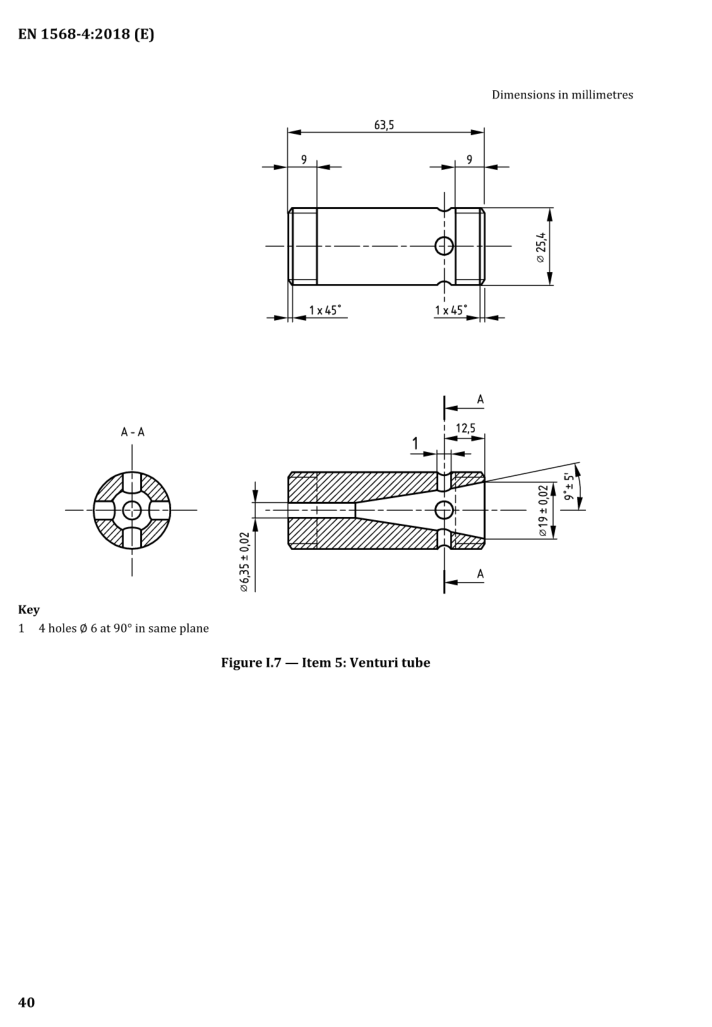 EN 1568-4:2018 (E)
Dimensions in millimetres
63,5
9
9
⌀ 25,4
1 x 45°
1 x 45°
A
A - A
12,5
1
9°± 5'
⌀19 ± 0,02
⌀6,35 ± 0,02
A
Key
1 4 holes Ø 6 at 90° in same plane
Figure I.7 — Item 5: Venturi tube
40